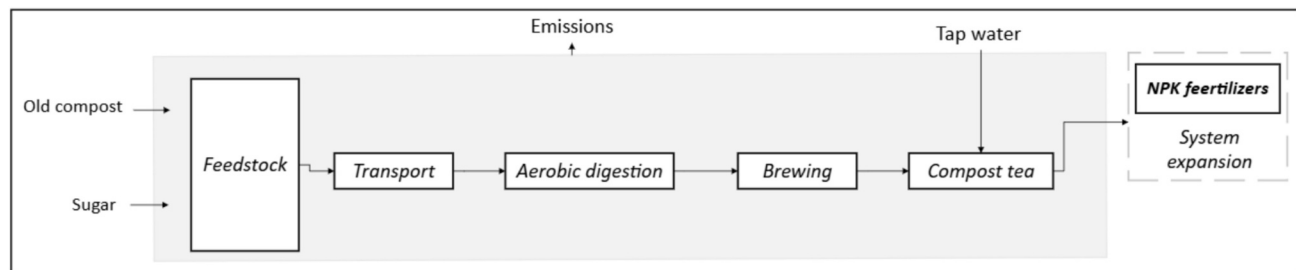 Emissions
Tap water
Old compost
Sugar
Feedstock
Transport
Aerobic digestion
Brewing
Compost tea
NPK feertilizers
System
expansion